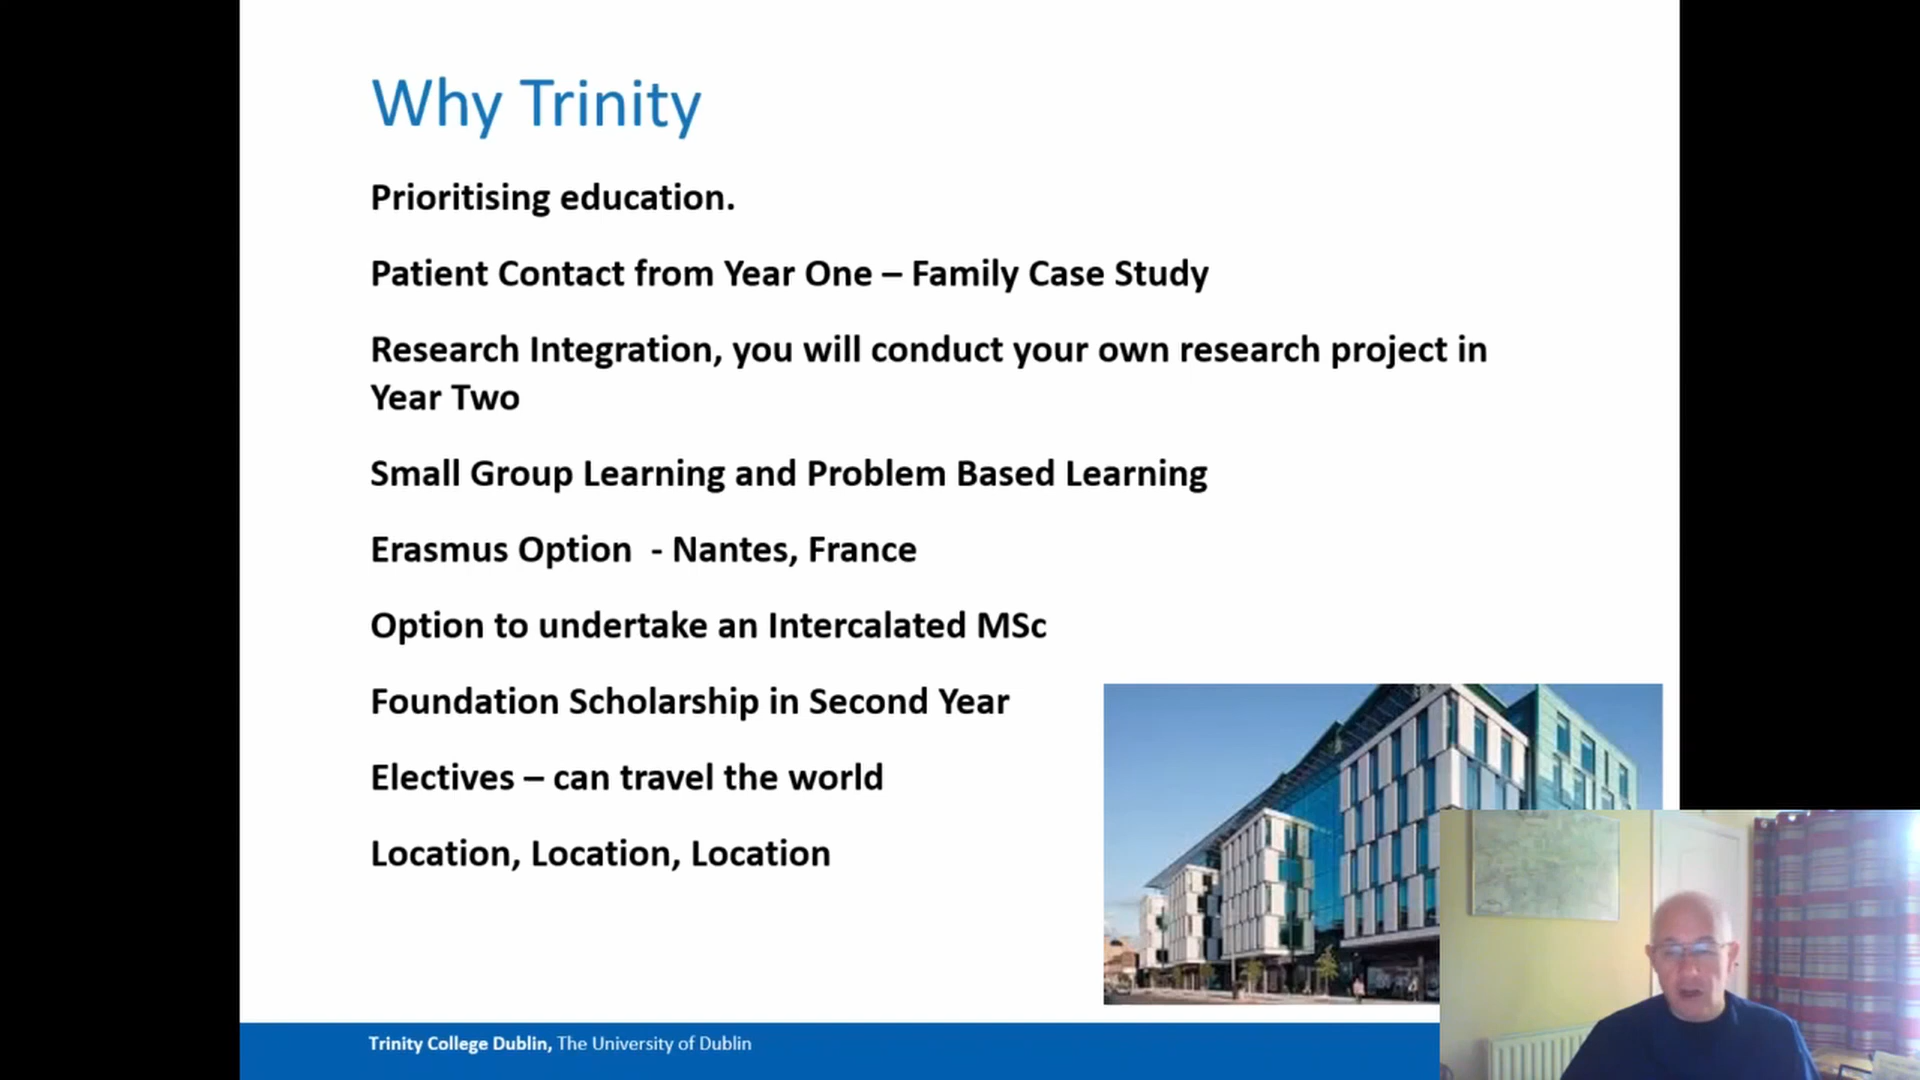 Why Trinity
Prioritising education.
Patient Contact from Year One – Family Case Study
Research Integration, you will conduct your own research project in
Year Two
Small Group Learning and Problem Based Learning
Erasmus Option  - Nantes, France
Option to undertake an Intercalated MSc
Foundation Scholarship in Second Year
Electives – can travel the world
Location, Location, Location
Trinity College Dublin, The University of Dublin